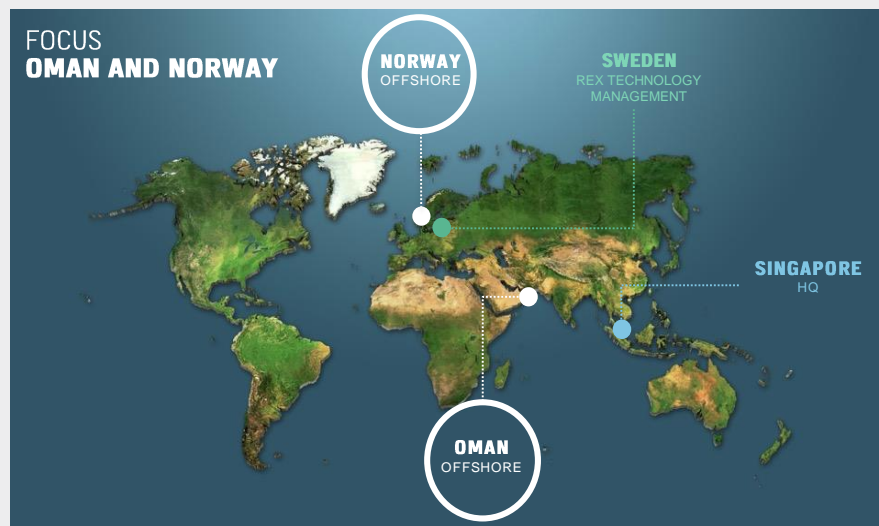 FOCUS
OMAN AND NORWAY
NORWAY
OFFSHORE
SWEDEN
REX TECHNOLOGY
MANAGEMENT
SINGAPORE
HQ
OMAN
OFFSHORE